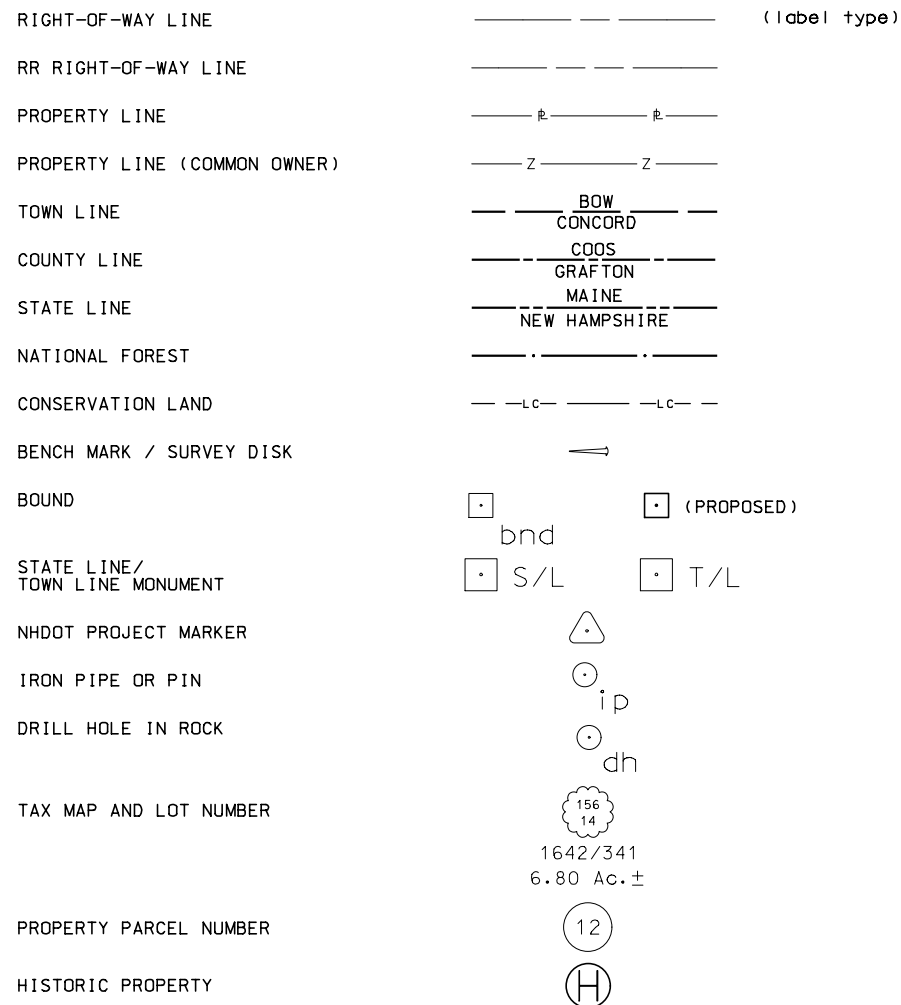 RIGHT-OF-WAY LINE (label type)
RR RIGHT-OF-WAY LINE
PROPERTY LINE PL PL
PROPERTY LINE (COMMON OWNER) Z Z
TOWN LINE BOW
CONCORD
COUNTY LINE COOS
GRAFTON
STATE LINE MAINE
NEW HAMPSHIRE
NATIONAL FOREST
CONSERVATION LAND LC LC
BENCH MARK / SURVEY DISK
BOUND (PROPOSED)
bnd
STATE LINE/
TOWN LINE MONUMENT S/L T/L
NHDOT PROJECT MARKER
IRON PIPE OR PIN
ip
DRILL HOLE IN ROCK
dh
TAX MAP AND LOT NUMBER 156
14
1642/341
6.80 Ac.±
PROPERTY PARCEL NUMBER 12
HISTORIC PROPERTY H